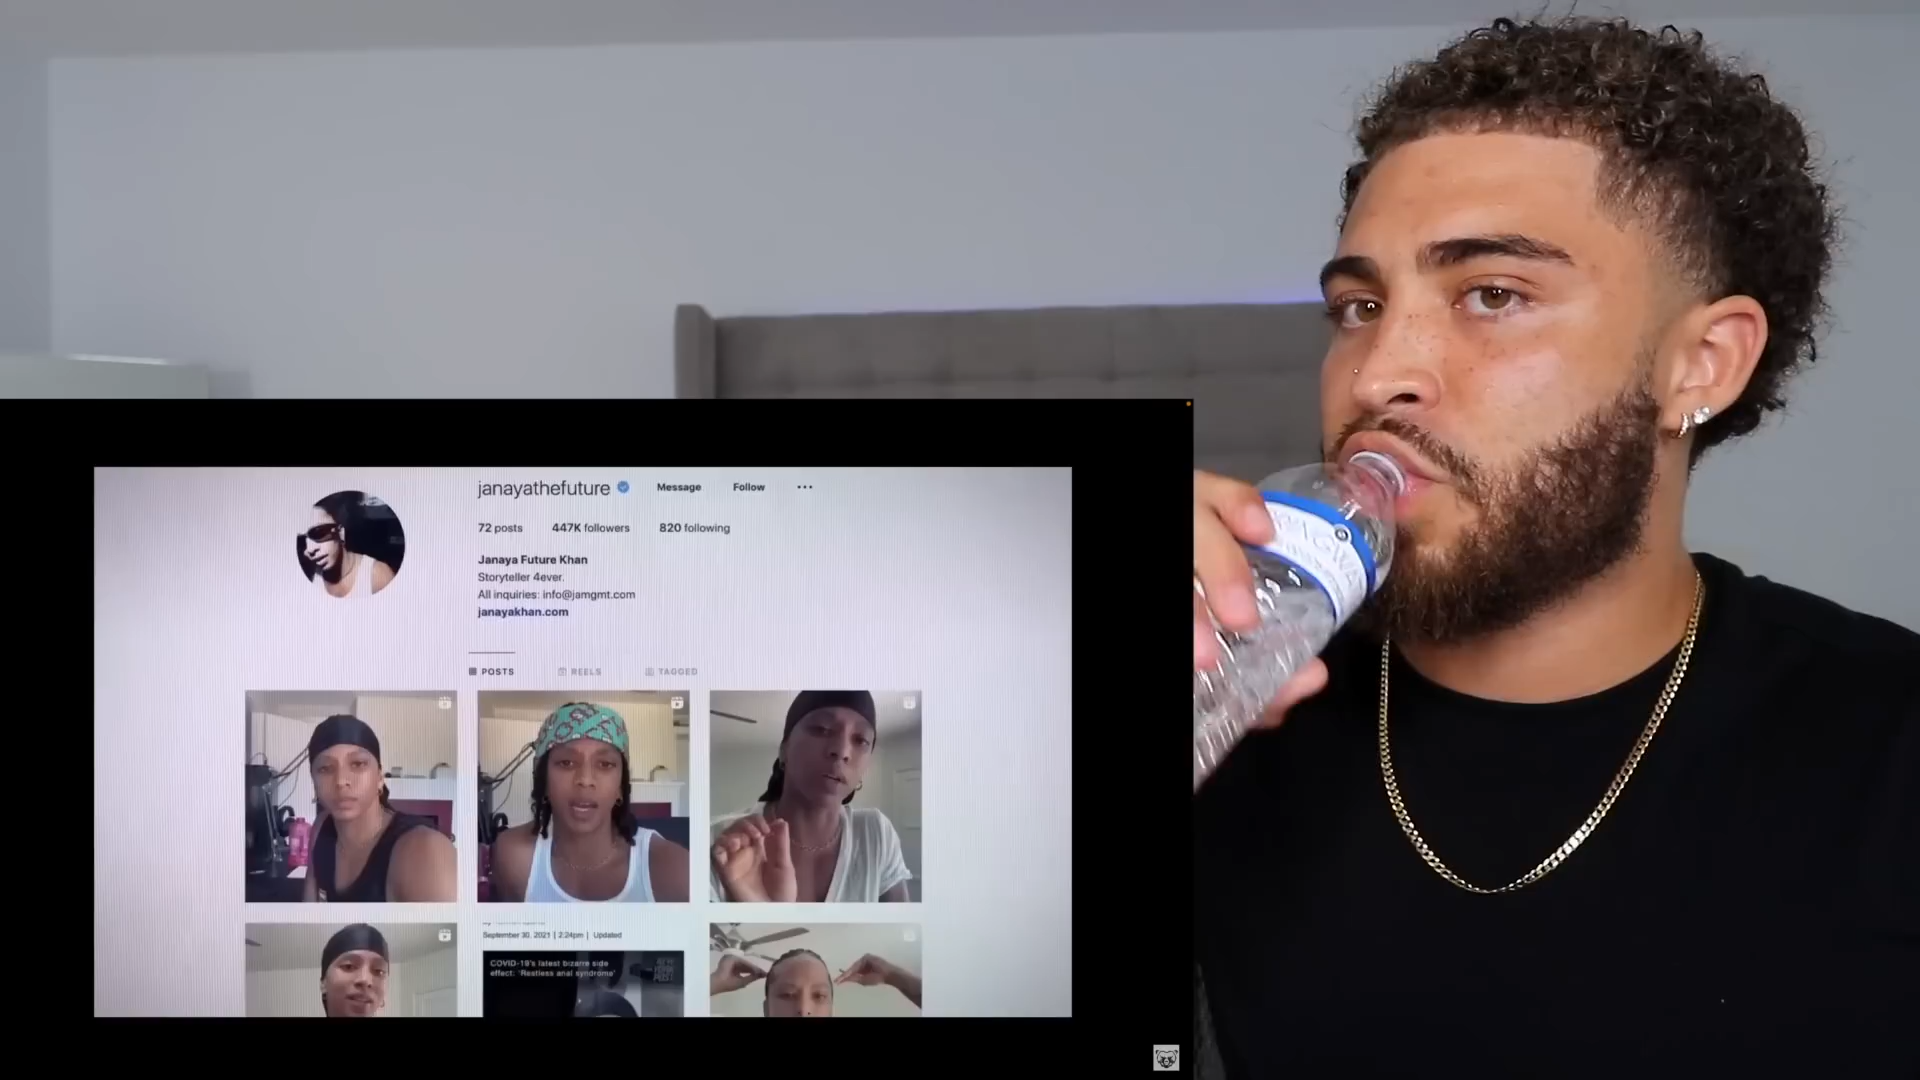 janayathefuture Message Follow
72 posts 447K followers 820 following
Janaya Future Khan
Storyteller 4ever.
All inquiries: info@jamgmt.com
janayakhan.com
POSTS REELS TAGGED
September 30, 2021 | 2:24pm | Updated
COVID-19's latest bizarre side
effect: 'Restless anal syndrome'